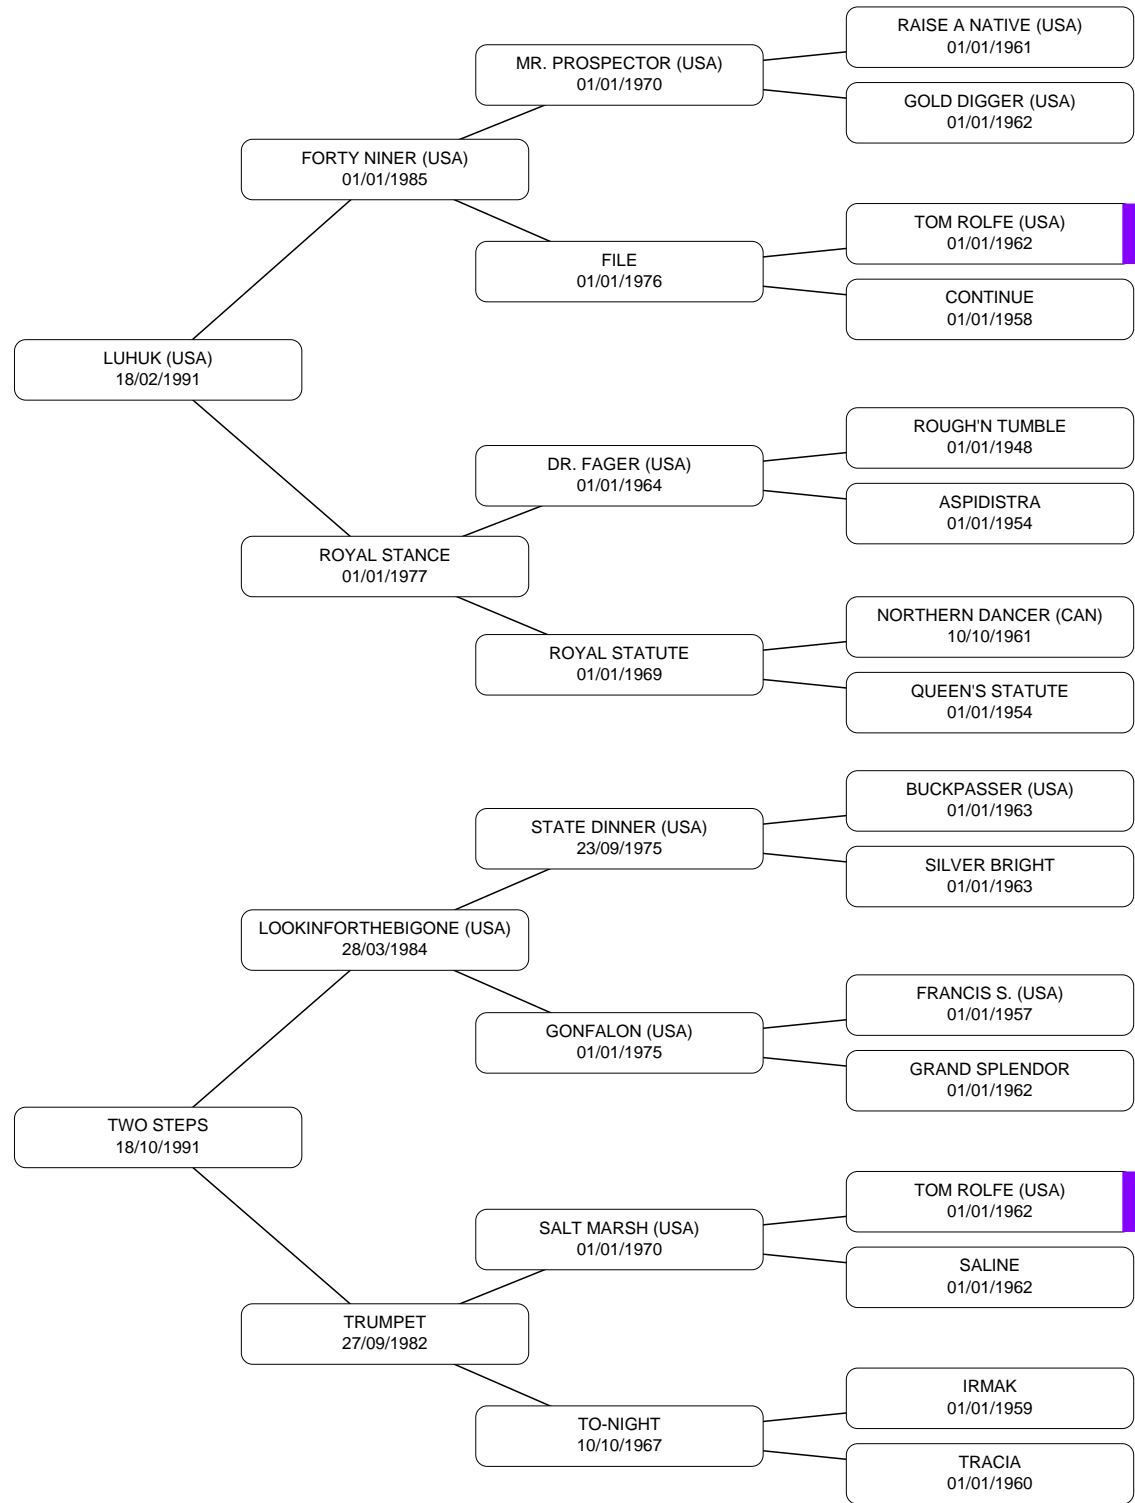 RAISE A NATIVE (USA)
01/01/1961
MR. PROSPECTOR (USA)
01/01/1970
GOLD DIGGER (USA)
01/01/1962
FORTY NINER (USA)
01/01/1985
TOM ROLFE (USA)
01/01/1962
FILE
01/01/1976
CONTINUE
01/01/1958
LUHUK (USA)
18/02/1991
ROUGH'N TUMBLE
01/01/1948
DR. FAGER (USA)
01/01/1964
ASPIDISTRA
01/01/1954
ROYAL STANCE
01/01/1977
NORTHERN DANCER (CAN)
10/10/1961
ROYAL STATUTE
01/01/1969
QUEEN'S STATUTE
01/01/1954
BUCKPASSER (USA)
01/01/1963
STATE DINNER (USA)
23/09/1975
SILVER BRIGHT
01/01/1963
LOOKINFORTHEBIGONE (USA)
28/03/1984
FRANCIS S. (USA)
01/01/1957
GONFALON (USA)
01/01/1975
GRAND SPLENDOR
01/01/1962
TWO STEPS
18/10/1991
TOM ROLFE (USA)
01/01/1962
SALT MARSH (USA)
01/01/1970
SALINE
01/01/1962
TRUMPET
27/09/1982
IRMAK
01/01/1959
TO-NIGHT
10/10/1967
TRACIA
01/01/1960